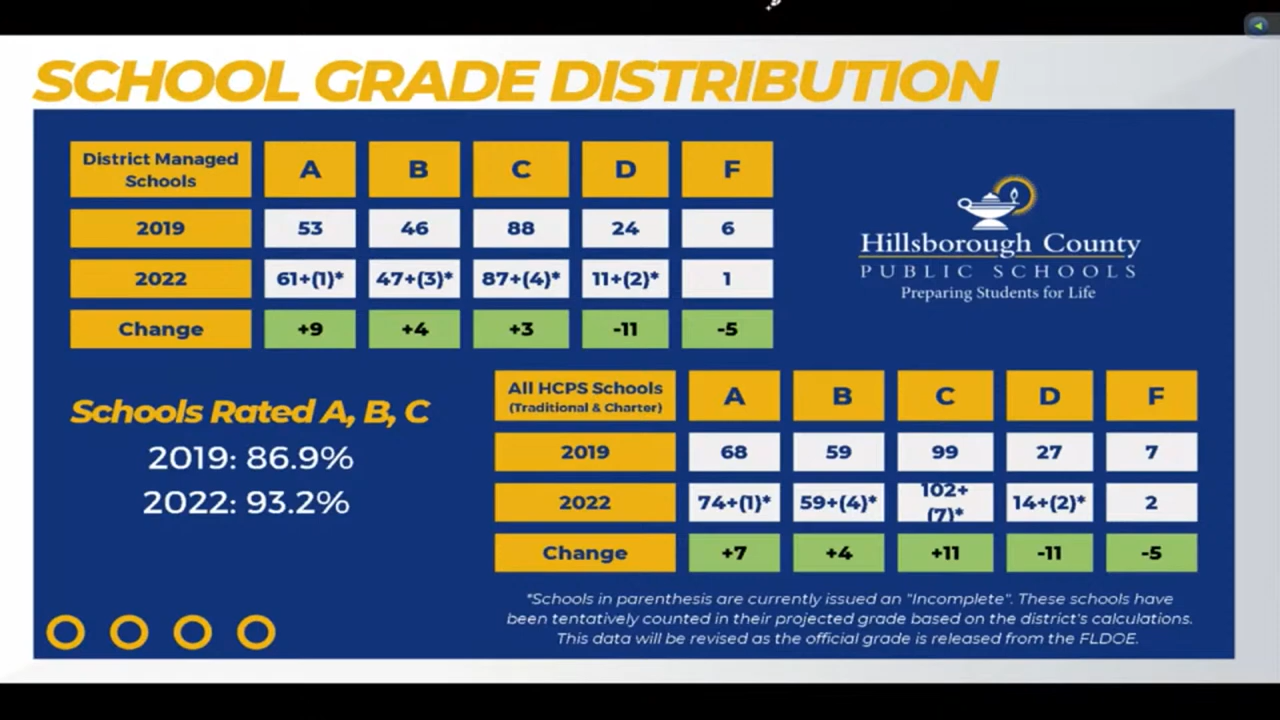 SCHOOL GRADE DISTRIBUTION
District Managed
Schools
A B C D F
2019 53 46 88 24 6
2022 61+(1)* 47+(3)* 87+(4)* 11+(2)* 1
Change +9 +4 +3 -11 -5
Hillsborough County
PUBLIC SCHOOLS
Preparing Students for Life
Schools Rated A, B, C
2019: 86.9%
2022: 93.2%
All HCPS Schools
(Traditional & Charter)
A B C D F
2019 68 59 99 27 7
2022 74+(1)* 59+(4)* 102+
(7)* 14+(2)* 2
Change +7 +4 +11 -11 -5
*Schools in parenthesis are currently issued an "Incomplete". These schools have
been tentatively counted in their projected grade based on the district's calculations.
This data will be revised as the official grade is released from the FLDOE.